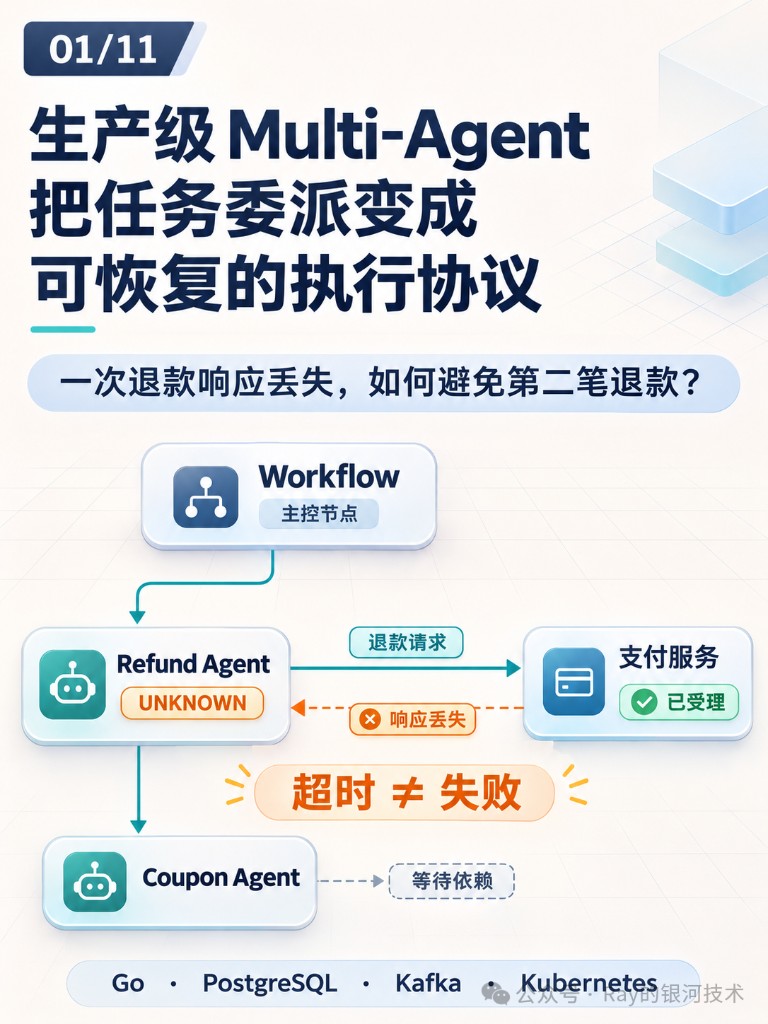 01/11
生产级 Multi-Agent
把任务委派变成
可恢复的执行协议
一次退款响应丢失，如何避免第二笔退款？
Workflow
主控节点
Refund Agent
UNKNOWN
退款请求
响应丢失
支付服务
已受理
超时 ≠ 失败
Coupon Agent
等待依赖
Go · PostgreSQL · Kafka · Kubernetes
公众号 · Ray的银河技术